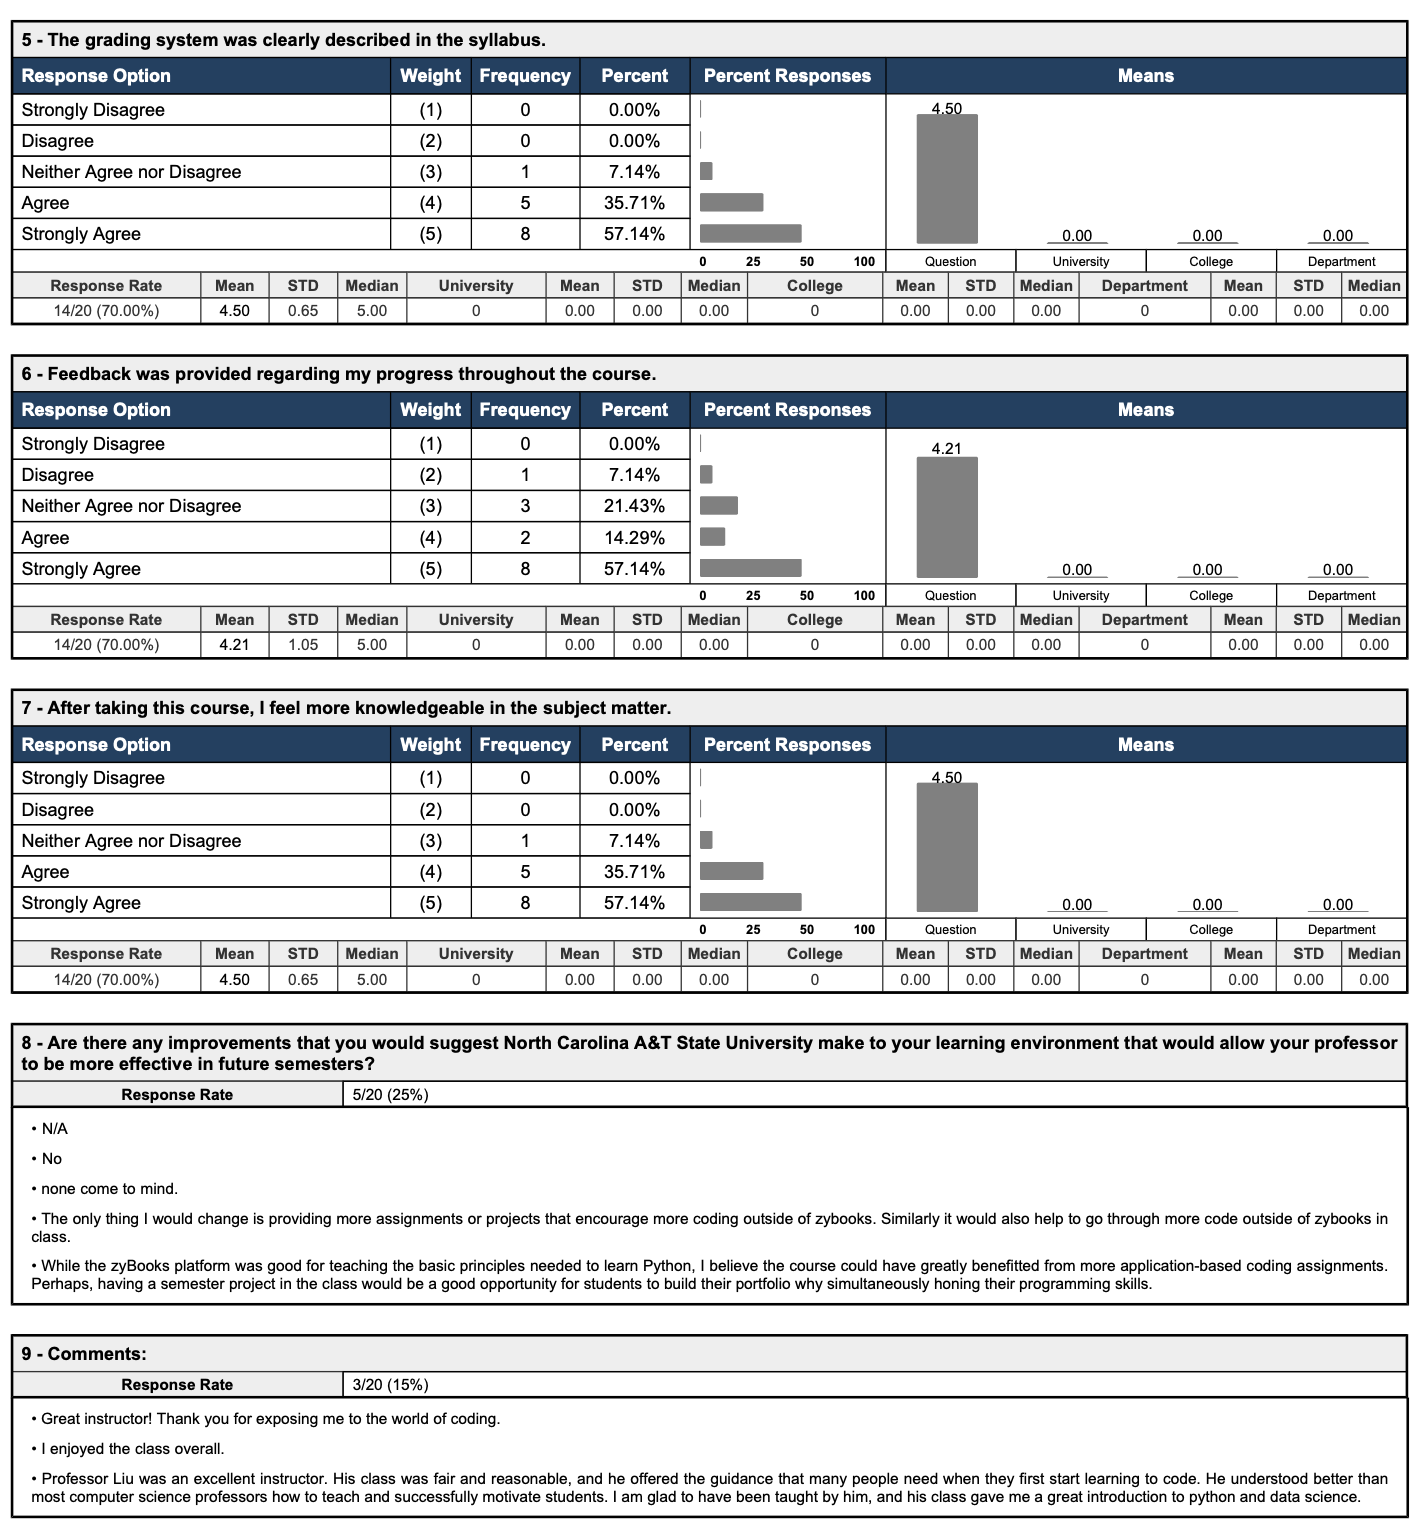 5 - The grading system was clearly described in the syllabus.
Response Option Weight Frequency Percent Percent Responses Means
Strongly Disagree (1) 0 0.00%
Disagree (2) 0 0.00%
Neither Agree nor Disagree (3) 1 7.14%
Agree (4) 5 35.71%
Strongly Agree (5) 8 57.14%
4.50 0.00 0.00 0.00
0 25 50 100 Question University College Department
Response Rate Mean STD Median University Mean STD Median College Mean STD Median Department Mean STD Median
14/20 (70.00%) 4.50 0.65 5.00 0 0.00 0.00 0.00 0 0.00 0.00 0.00 0 0.00 0.00 0.00
6 - Feedback was provided regarding my progress throughout the course.
Response Option Weight Frequency Percent Percent Responses Means
Strongly Disagree (1) 0 0.00%
Disagree (2) 1 7.14%
Neither Agree nor Disagree (3) 3 21.43%
Agree (4) 2 14.29%
Strongly Agree (5) 8 57.14%
4.21 0.00 0.00 0.00
0 25 50 100 Question University College Department
Response Rate Mean STD Median University Mean STD Median College Mean STD Median Department Mean STD Median
14/20 (70.00%) 4.21 1.05 5.00 0 0.00 0.00 0.00 0 0.00 0.00 0.00 0 0.00 0.00 0.00
7 - After taking this course, I feel more knowledgeable in the subject matter.
Response Option Weight Frequency Percent Percent Responses Means
Strongly Disagree (1) 0 0.00%
Disagree (2) 0 0.00%
Neither Agree nor Disagree (3) 1 7.14%
Agree (4) 5 35.71%
Strongly Agree (5) 8 57.14%
4.50 0.00 0.00 0.00
0 25 50 100 Question University College Department
Response Rate Mean STD Median University Mean STD Median College Mean STD Median Department Mean STD Median
14/20 (70.00%) 4.50 0.65 5.00 0 0.00 0.00 0.00 0 0.00 0.00 0.00 0 0.00 0.00 0.00
8 - Are there any improvements that you would suggest North Carolina A&T State University make to your learning environment that would allow your professor
to be more effective in future semesters?
Response Rate 5/20 (25%)
• N/A
• No
• none come to mind.
• The only thing I would change is providing more assignments or projects that encourage more coding outside of zybooks. Similarly it would also help to go through more code outside of zybooks in
class.
• While the zyBooks platform was good for teaching the basic principles needed to learn Python, I believe the course could have greatly benefitted from more application-based coding assignments.
Perhaps, having a semester project in the class would be a good opportunity for students to build their portfolio why simultaneously honing their programming skills.
9 - Comments:
Response Rate 3/20 (15%)
• Great instructor! Thank you for exposing me to the world of coding.
• I enjoyed the class overall.
• Professor Liu was an excellent instructor. His class was fair and reasonable, and he offered the guidance that many people need when they first start learning to code. He understood better than
most computer science professors how to teach and successfully motivate students. I am glad to have been taught by him, and his class gave me a great introduction to python and data science.